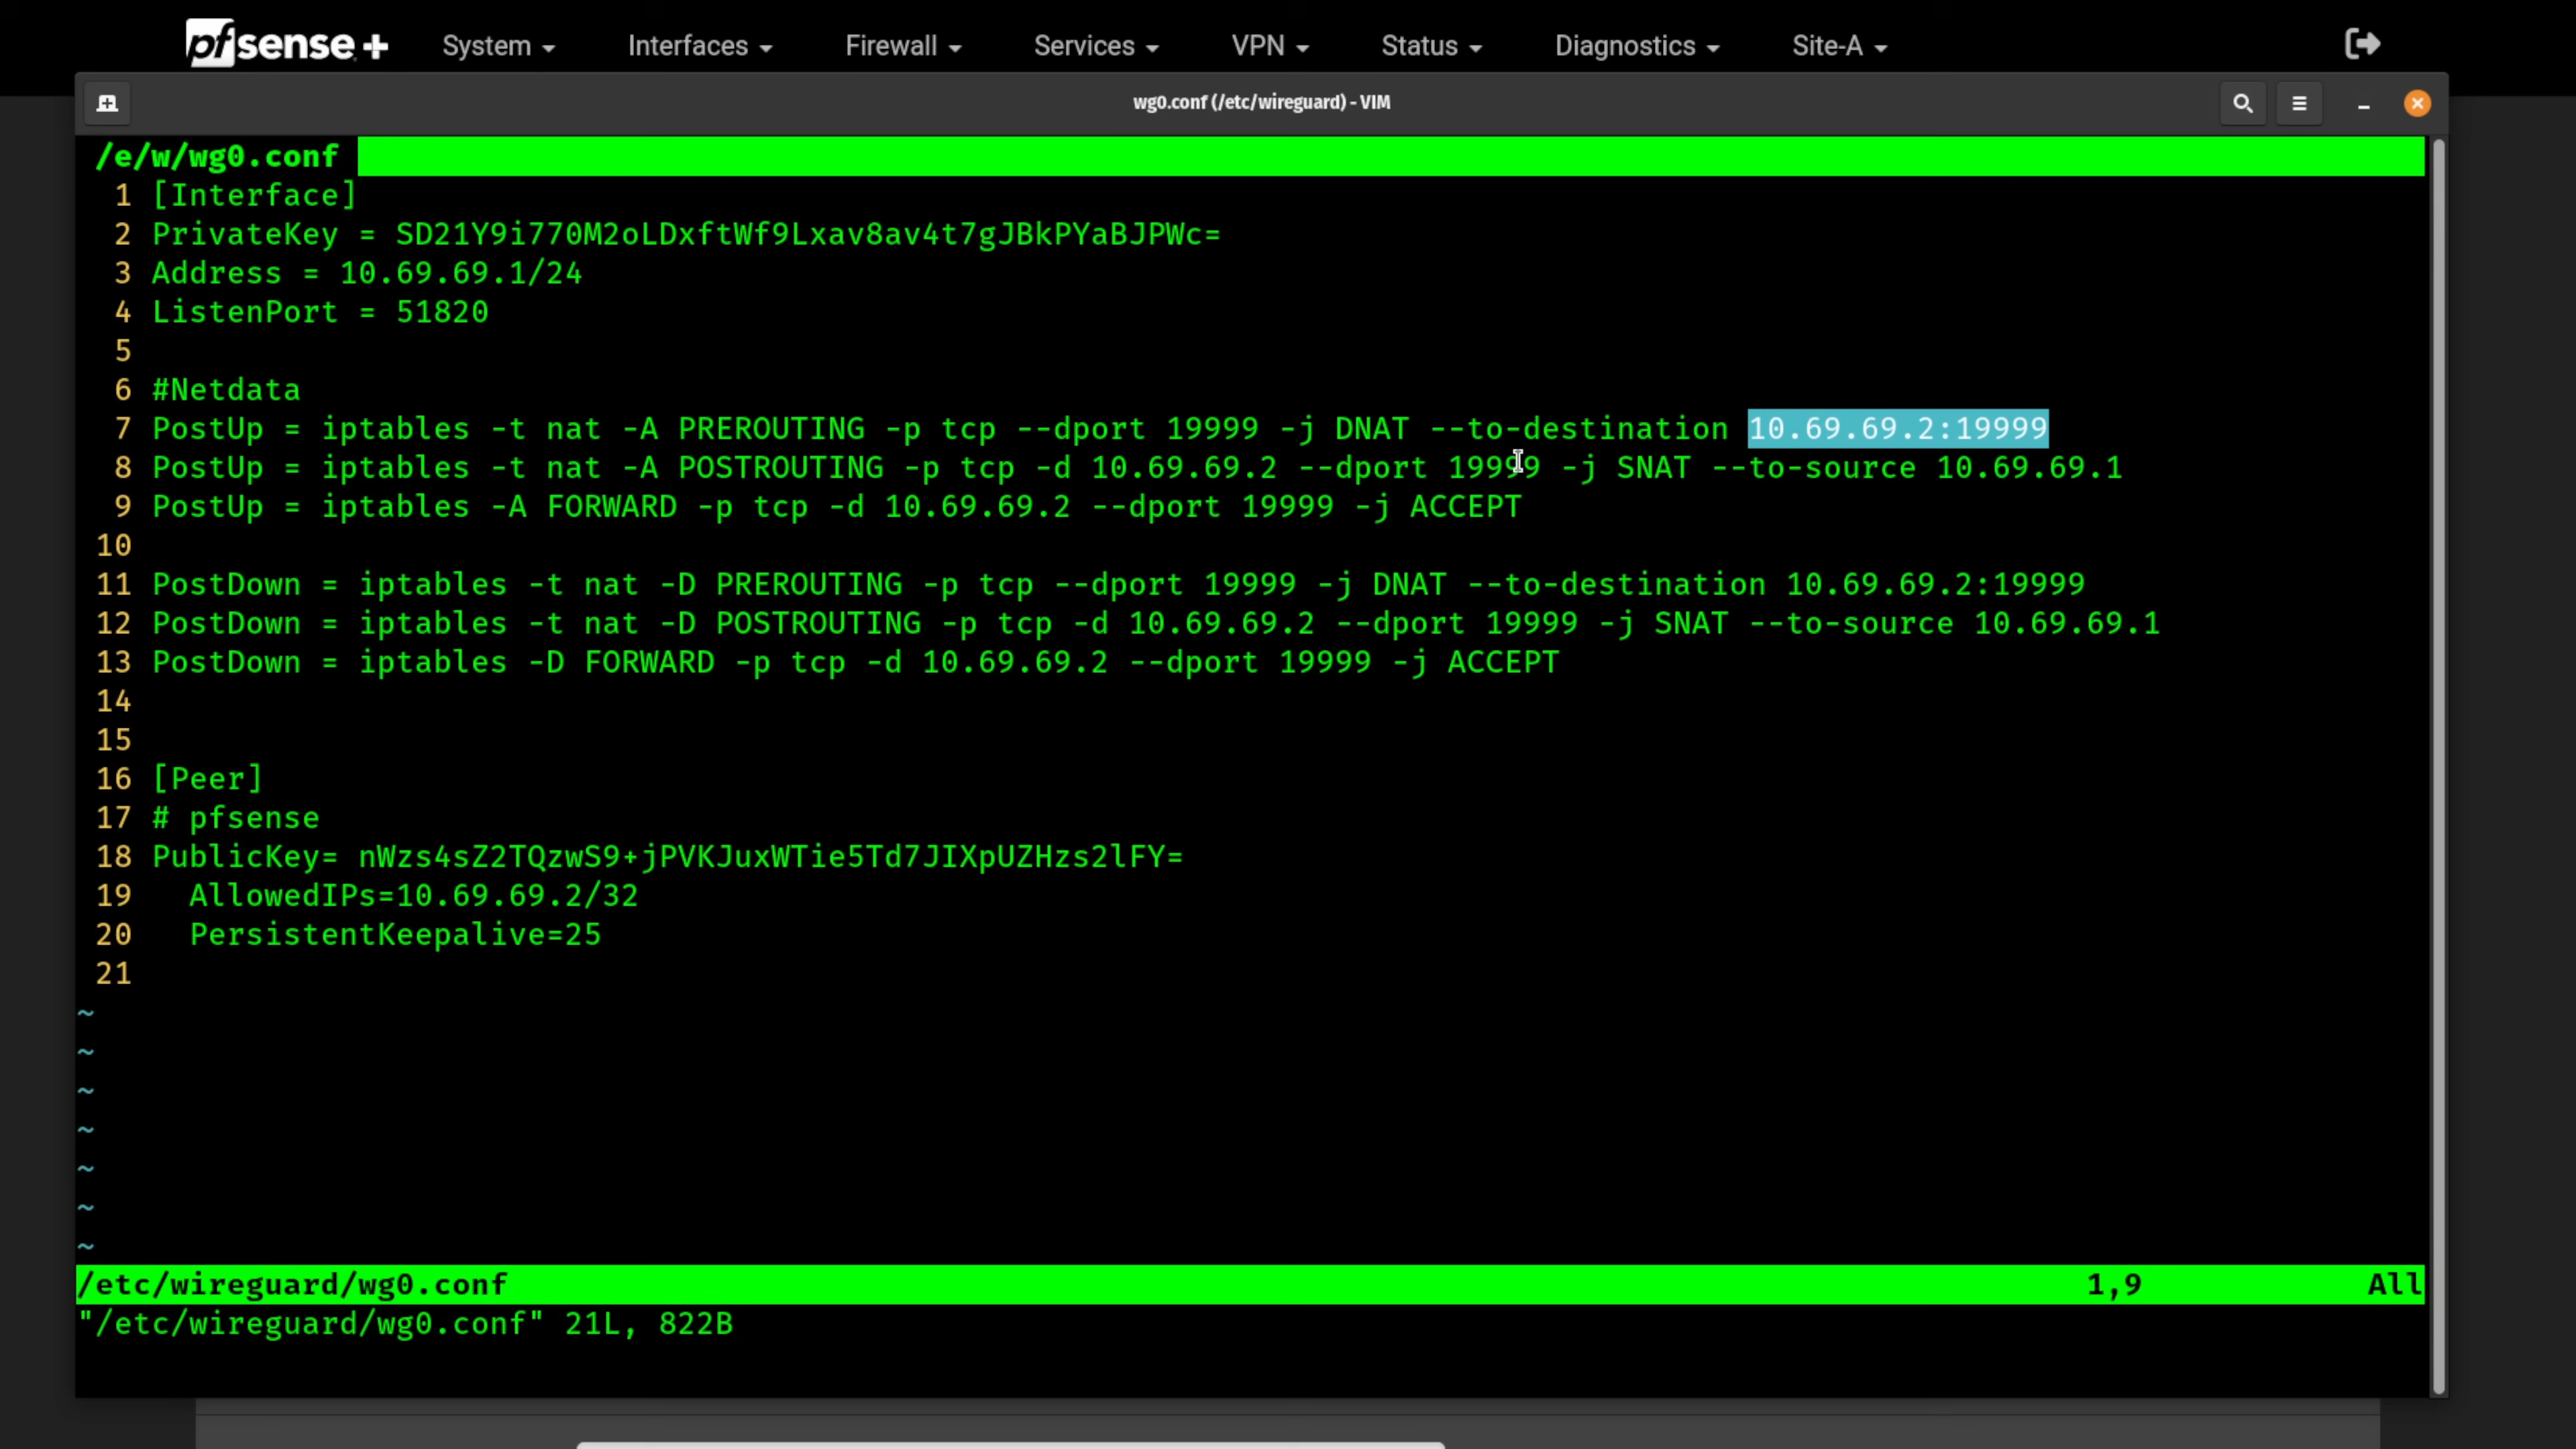 pfsense + System Interfaces Firewall Services VPN Status Diagnostics Site-A
wg0.conf (/etc/wireguard) - VIM
/e/w/wg0.conf
1 [Interface]
2 PrivateKey = SD21Y9i770M2oLDxftWf9Lxav8av4t7gJBkPYaBJPWc=
3 Address = 10.69.69.1/24
4 ListenPort = 51820
5
6 #Netdata
7 PostUp = iptables -t nat -A PREROUTING -p tcp --dport 19999 -j DNAT --to-destination 10.69.69.2:19999
8 PostUp = iptables -t nat -A POSTROUTING -p tcp -d 10.69.69.2 --dport 19999 -j SNAT --to-source 10.69.69.1
9 PostUp = iptables -A FORWARD -p tcp -d 10.69.69.2 --dport 19999 -j ACCEPT
10
11 PostDown = iptables -t nat -D PREROUTING -p tcp --dport 19999 -j DNAT --to-destination 10.69.69.2:19999
12 PostDown = iptables -t nat -D POSTROUTING -p tcp -d 10.69.69.2 --dport 19999 -j SNAT --to-source 10.69.69.1
13 PostDown = iptables -D FORWARD -p tcp -d 10.69.69.2 --dport 19999 -j ACCEPT
14
15
16 [Peer]
17 # pfsense
18 PublicKey= nWzs4sZ2TQzwS9+jPVKJuxWTie5Td7JIXpUZHzs2lFY=
19   AllowedIPs=10.69.69.2/32
20   PersistentKeepalive=25
21
~
~
~
~
~
~
~
/etc/wireguard/wg0.conf 1,9 All
"/etc/wireguard/wg0.conf" 21L, 822B